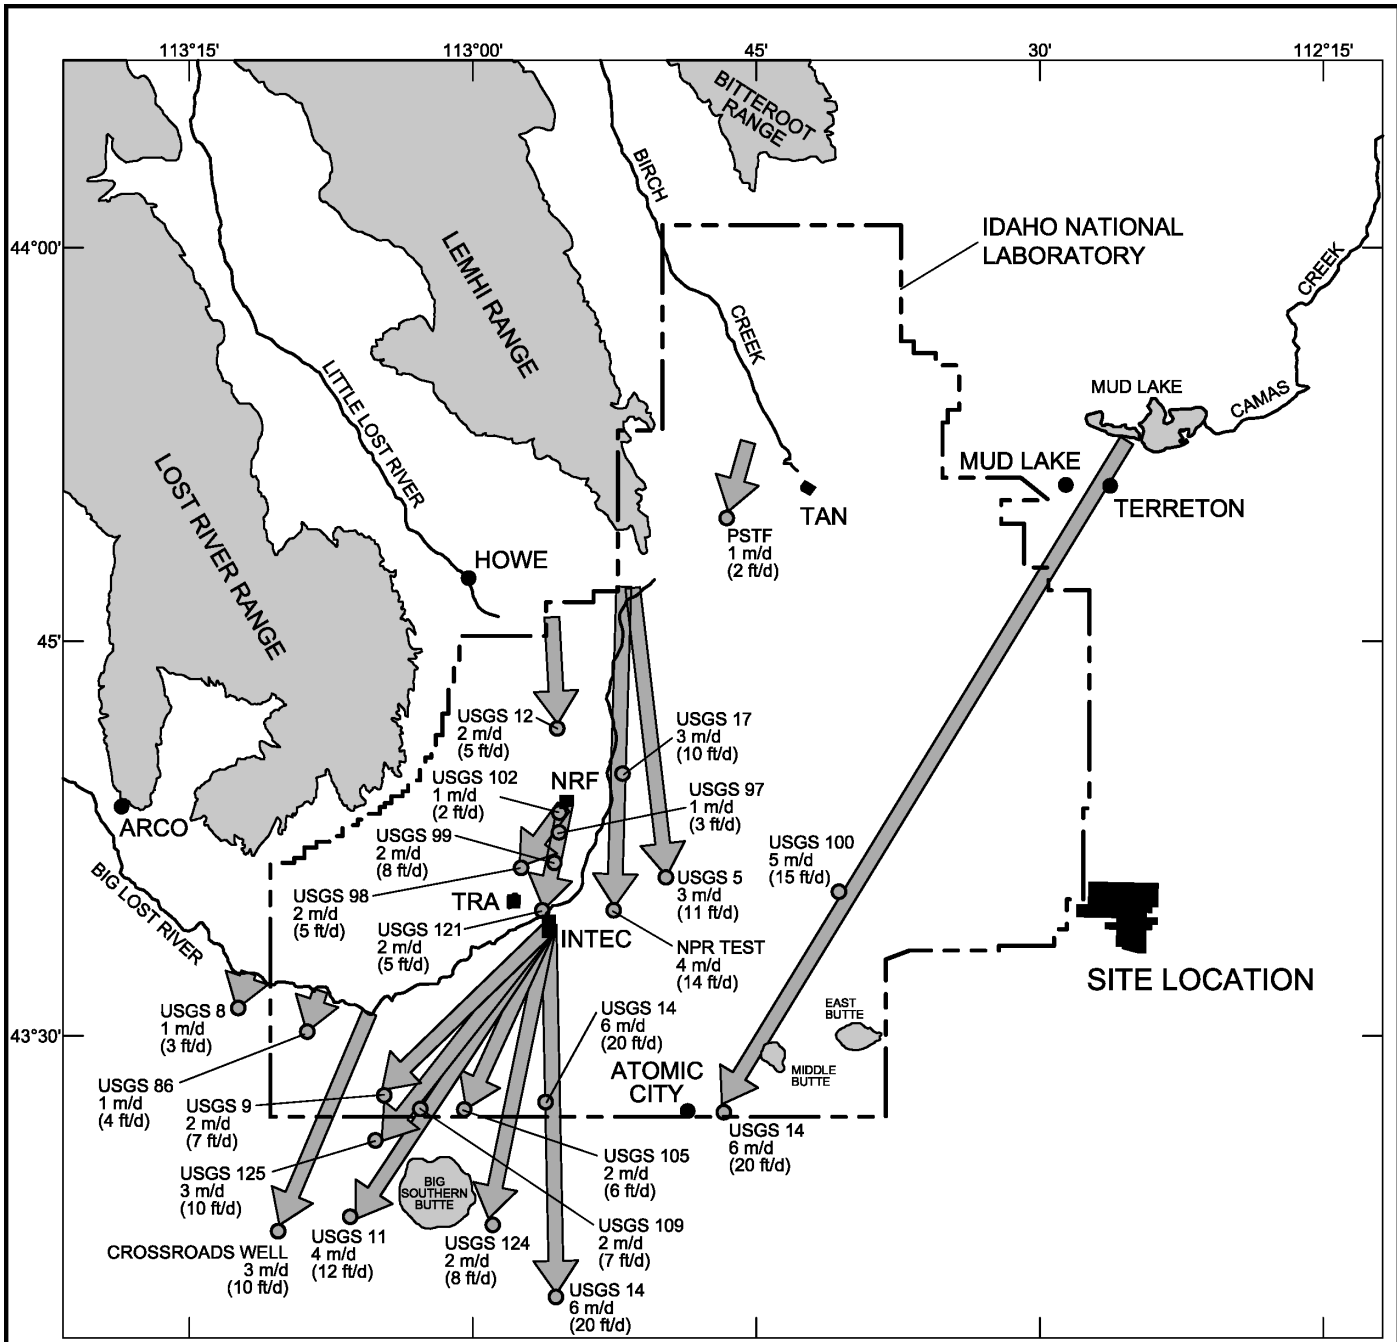 113°15'
113°00'
45'
30'
112°15'
BITTEROOT
RANGE
BIRCH
CREEK
IDAHO NATIONAL
LABORATORY
44°00'
CREEK
CAMAS
LEMHI RANGE
MUD LAKE
LITTLE LOST RIVER
MUD LAKE
TERRETON
LOST RIVER RANGE
TAN
PSTF
1 m/d
(2 ft/d)
HOWE
45'
USGS 12
2 m/d
(5 ft/d)
USGS 17
3 m/d
(10 ft/d)
USGS 102
1 m/d
(2 ft/d)
NRF
USGS 97
1 m/d
(3 ft/d)
ARCO
USGS 99
2 m/d
(8 ft/d)
USGS 100
5 m/d
(15 ft/d)
BIG LOST RIVER
USGS 98
2 m/d
(5 ft/d)
TRA
USGS 5
3 m/d
(11 ft/d)
USGS 121
2 m/d
(5 ft/d)
INTEC
NPR TEST
4 m/d
(14 ft/d)
SITE LOCATION
USGS 8
1 m/d
(3 ft/d)
43°30'
USGS 14
6 m/d
(20 ft/d)
EAST
BUTTE
MIDDLE
BUTTE
ATOMIC
CITY
USGS 86
1 m/d
(4 ft/d)
USGS 9
2 m/d
(7 ft/d)
USGS 14
6 m/d
(20 ft/d)
USGS 125
3 m/d
(10 ft/d)
BIG
SOUTHERN
BUTTE
USGS 105
2 m/d
(6 ft/d)
CROSSROADS WELL
3 m/d
(10 ft/d)
USGS 11
4 m/d
(12 ft/d)
USGS 124
2 m/d
(8 ft/d)
USGS 109
2 m/d
(7 ft/d)
USGS 14
6 m/d
(20 ft/d)